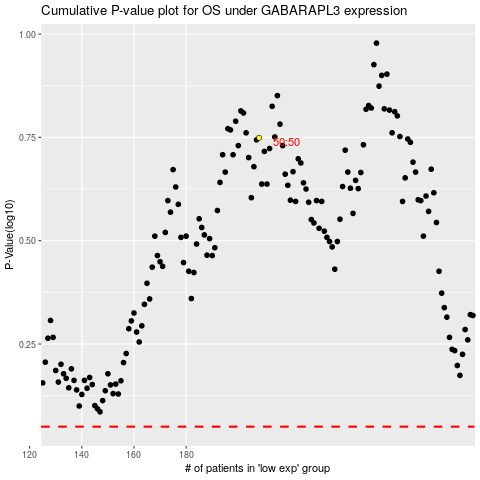 Cumulative P-value plot for OS under GABARAPL3 expression
1.00
0.75
0.50
0.25
P-Value(log10)
50:50
120 140 160 180
# of patients in 'low exp' group